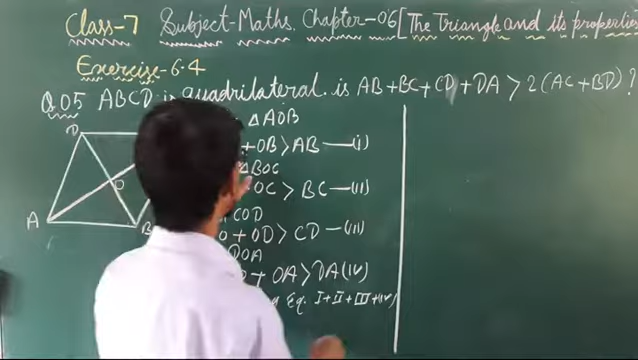 Class-7 Subject-Maths, Chapter-06 [The Triangle and its properties
Exercise-6.4
Q.05 ABCD is quadrilateral. is AB+BC+CD+DA > 2(AC+BD)?
△AOB
+OB>AB—(i)
△BOC
OC > BC—(II)
COD
+ OD > CD—(III)
DOA
+ OA > DA(IV)
Eq. I+II+III+(IV)
D
O
A
B